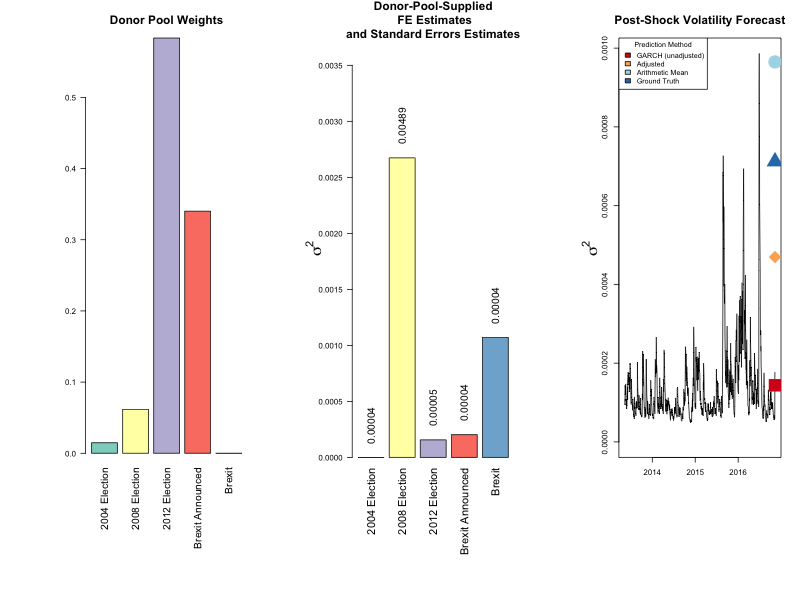 Donor Pool Weights
0.5
0.4
0.3
0.2
0.1
0.0
2004 Election
2008 Election
2012 Election
Brexit Announced
Brexit
Donor-Pool-Supplied
FE Estimates
and Standard Errors Estimates
σ2
0.0035
0.0030
0.0025
0.0020
0.0015
0.0010
0.0005
0.0000
0.00004
0.00489
0.00005
0.00004
0.00004
2004 Election
2008 Election
2012 Election
Brexit Announced
Brexit
Post-Shock Volatility Forecast
σ2
0.0010
0.0008
0.0006
0.0004
0.0002
0.0000
Prediction Method
GARCH (unadjusted)
Adjusted
Arithmetic Mean
Ground Truth
2014
2015
2016